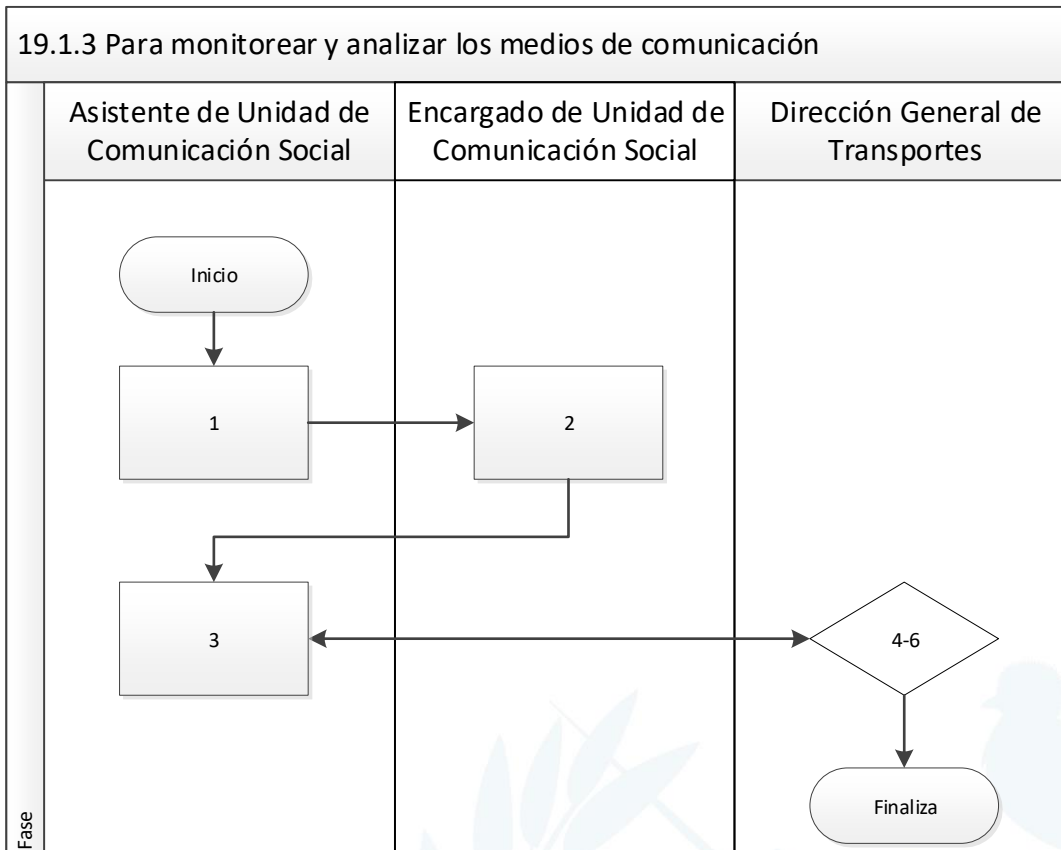 19.1.3 Para monitorear y analizar los medios de comunicación
Asistente de Unidad de
Comunicación Social
Encargado de Unidad de
Comunicación Social
Dirección General de
Transportes
Inicio
1
2
3
4-6
Finaliza
Fase